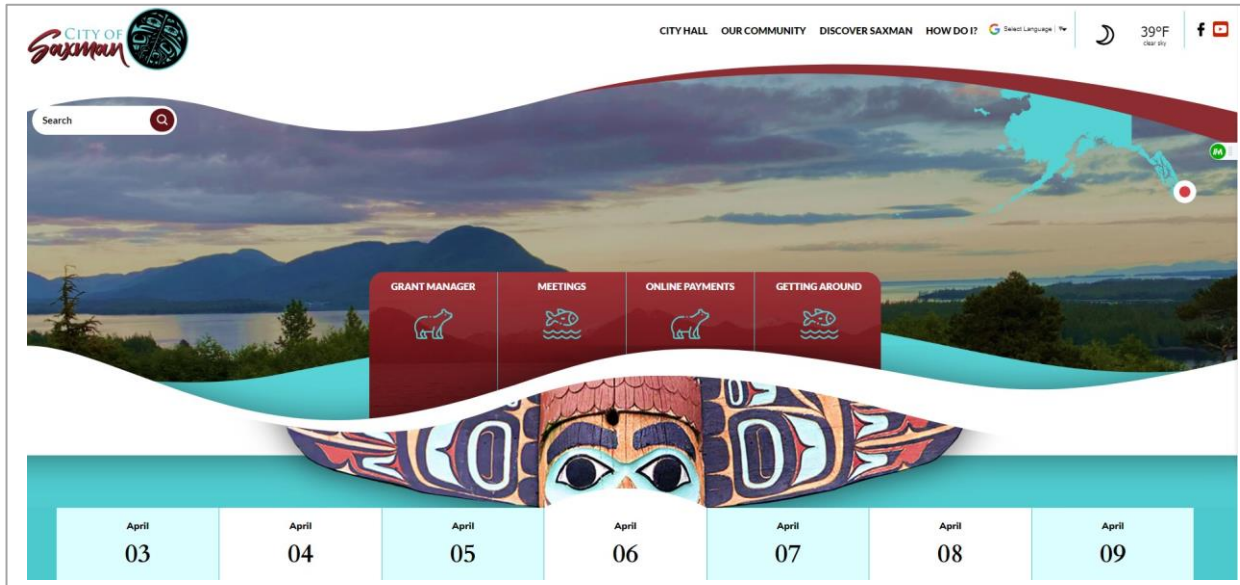 CITY OF
Saxman
CITY HALL OUR COMMUNITY DISCOVER SAXMAN HOW DO I? Select Language
39°F
clear sky
Search
GRANT MANAGER MEETINGS ONLINE PAYMENTS GETTING AROUND
April April April April April April April
03 04 05 06 07 08 09